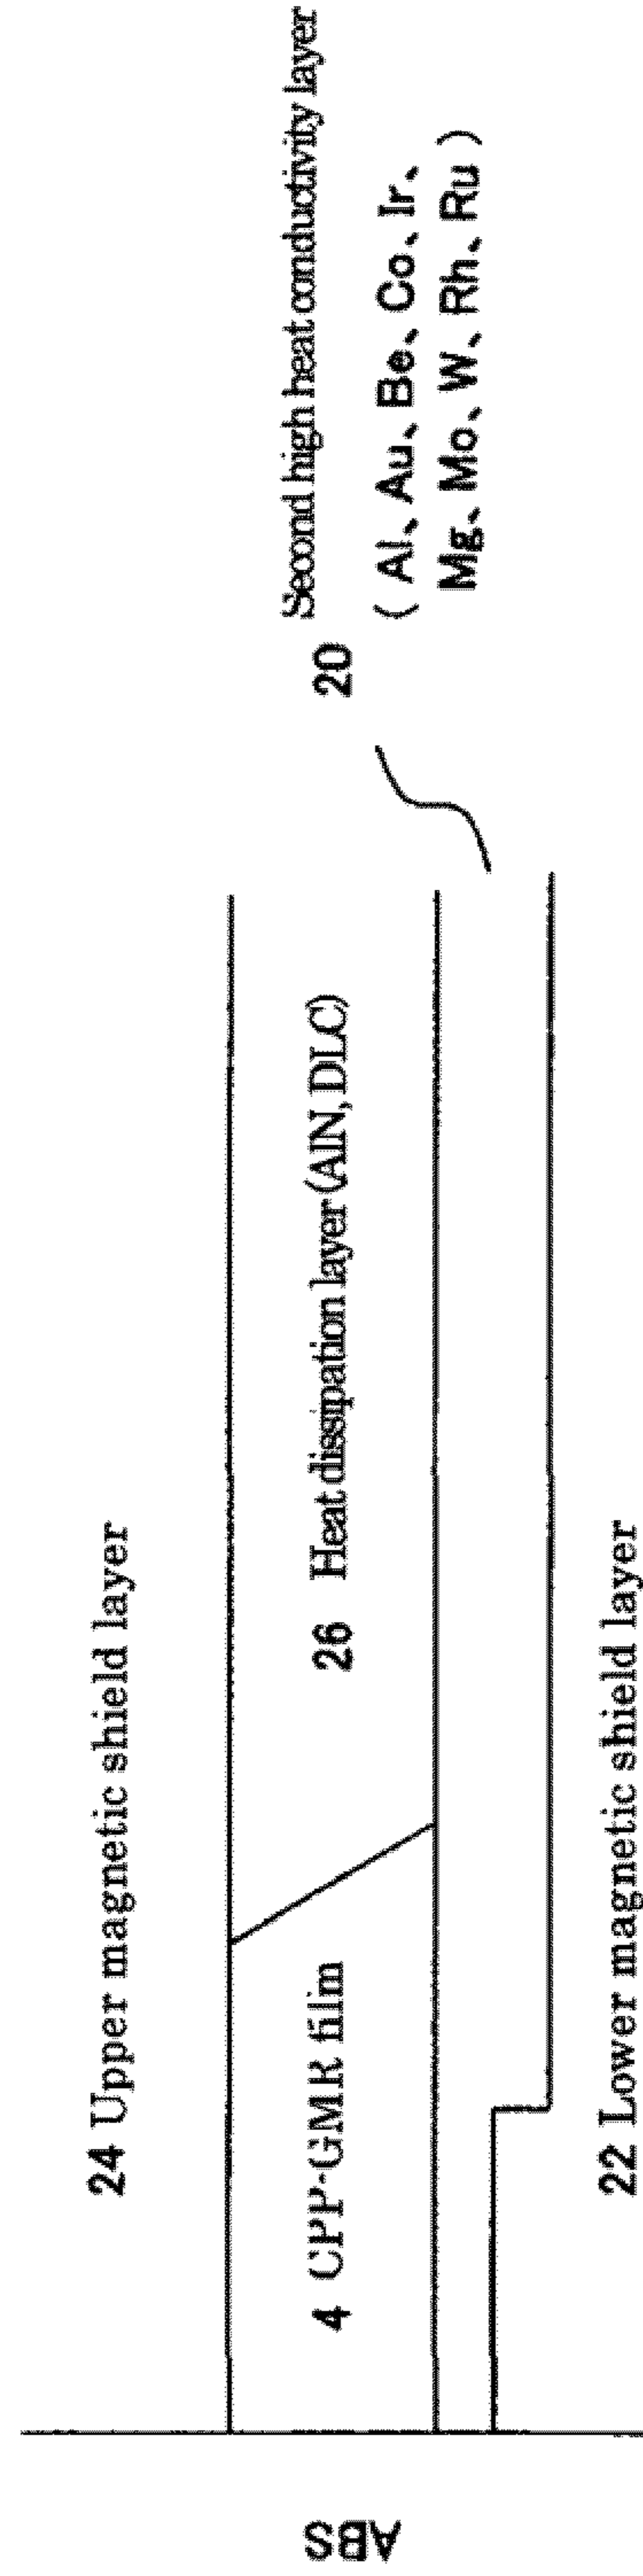 24 Upper magnetic shield layer
4 CPP-GMR film
26 Heat dissipation layer (AlN, DLC)
20 Second high heat conductivity layer
( Al、Au、Be、Co、Ir、
Mg、Mo、W、Rh、Ru )
22 Lower magnetic shield layer
ABS